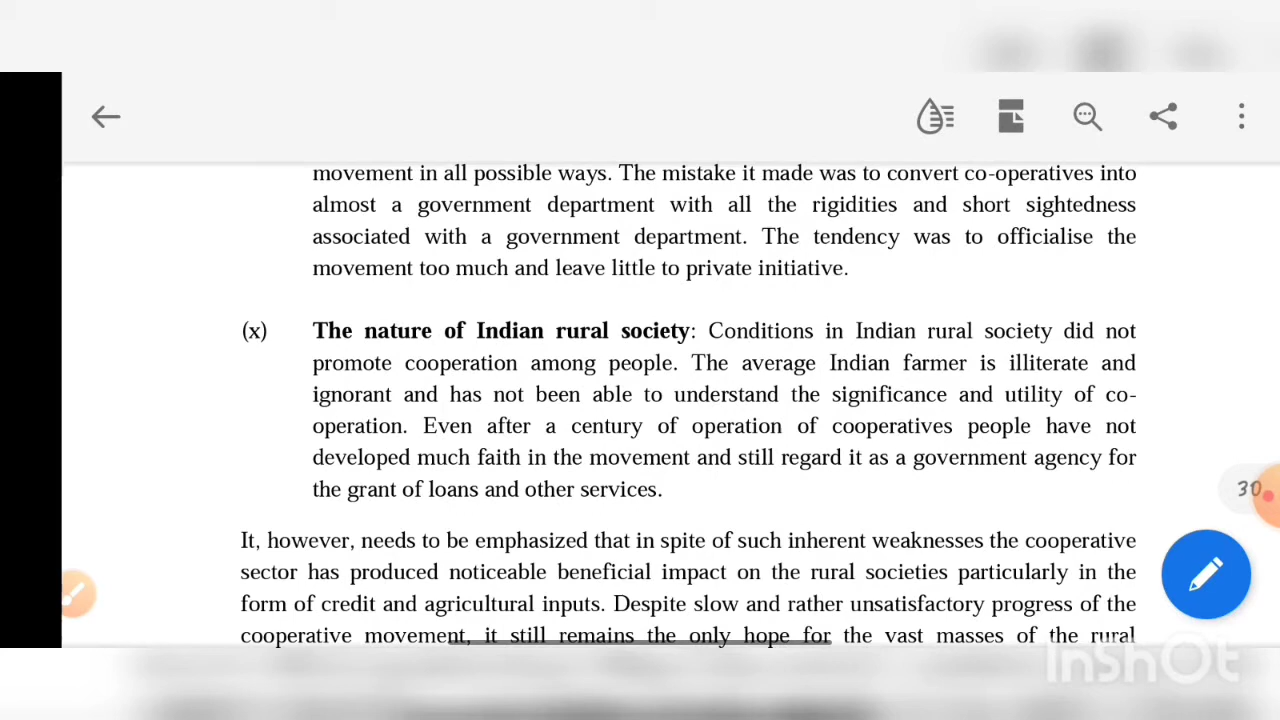 movement in all possible ways. The mistake it made was to convert co-operatives into
almost a government department with all the rigidities and short sightedness
associated with a government department. The tendency was to officialise the
movement too much and leave little to private initiative.
(x) The nature of Indian rural society: Conditions in Indian rural society did not
promote cooperation among people. The average Indian farmer is illiterate and
ignorant and has not been able to understand the significance and utility of co-
operation. Even after a century of operation of cooperatives people have not
developed much faith in the movement and still regard it as a government agency for
the grant of loans and other services.
30
It, however, needs to be emphasized that in spite of such inherent weaknesses the cooperative
sector has produced noticeable beneficial impact on the rural societies particularly in the
form of credit and agricultural inputs. Despite slow and rather unsatisfactory progress of the
cooperative movement, it still remains the only hope for the vast masses of the rural
InShOt